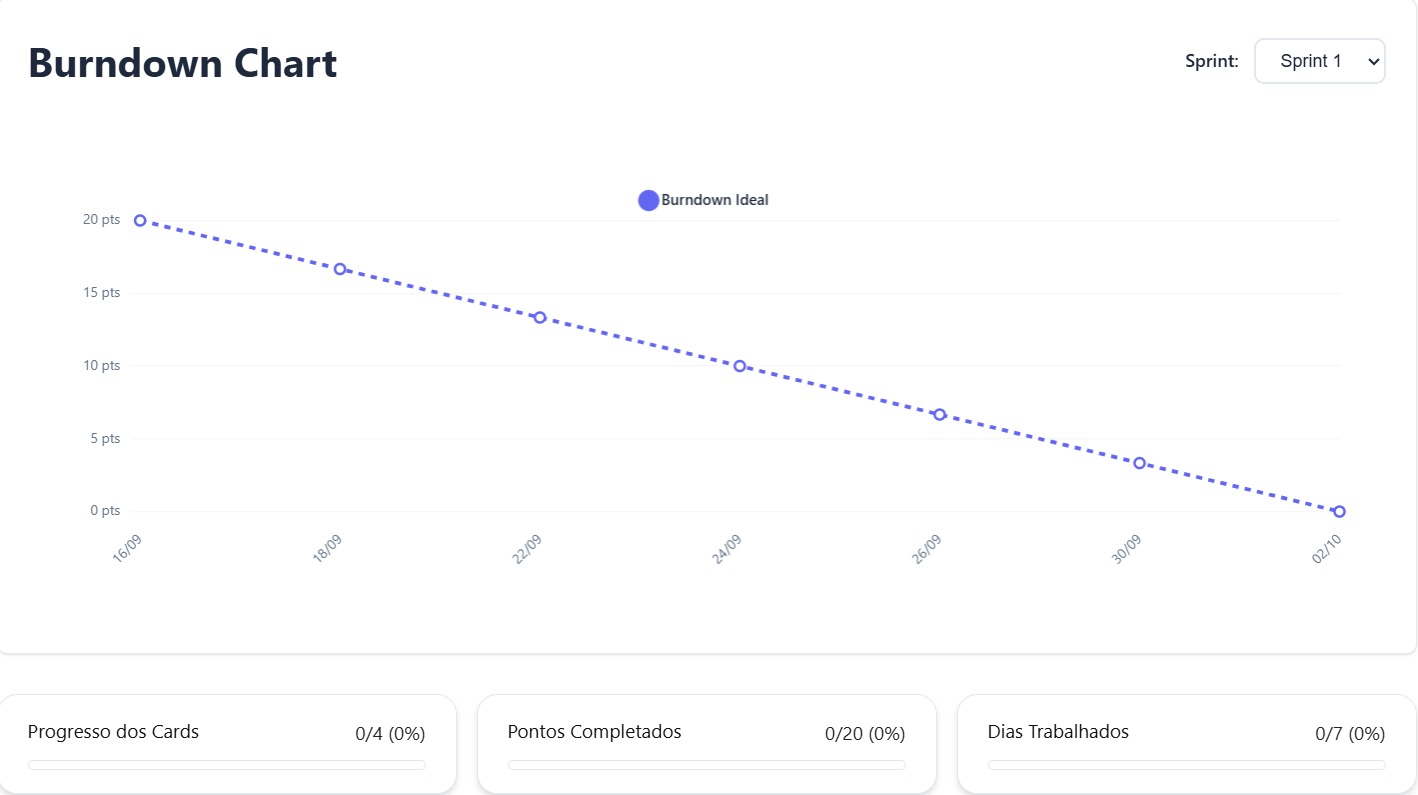 Burndown Chart
Sprint: Sprint 1
Burndown Ideal
20 pts
15 pts
10 pts
5 pts
0 pts
16/09 18/09 22/09 24/09 26/09 30/09 02/10
Progresso dos Cards 0/4 (0%)
Pontos Completados 0/20 (0%)
Dias Trabalhados 0/7 (0%)